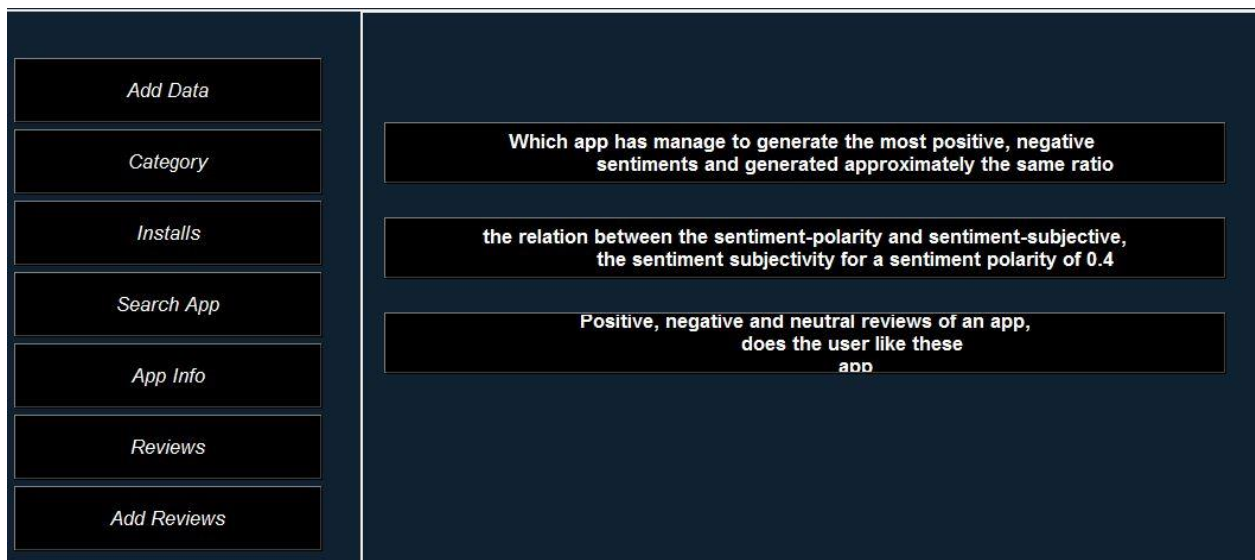 Add Data
Category
Installs
Search App
App Info
Reviews
Add Reviews
Which app has manage to generate the most positive, negative
sentiments and generated approximately the same ratio
the relation between the sentiment-polarity and sentiment-subjective,
the sentiment subjectivity for a sentiment polarity of 0.4
Positive, negative and neutral reviews of an app,
does the user like these
app